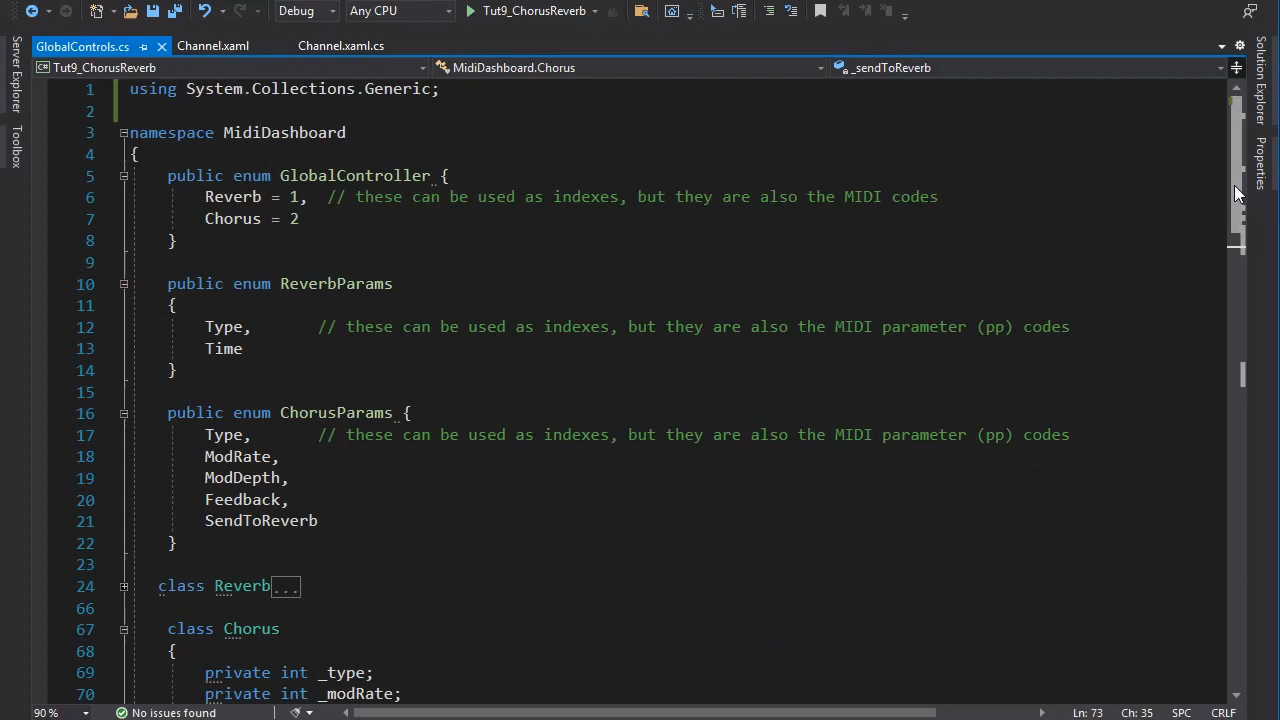 Debug Any CPU Tut9_ChorusReverb
GlobalControls.cs Channel.xaml Channel.xaml.cs
Tut9_ChorusReverb MidiDashboard.Chorus _sendToReverb
Server Explorer
Toolbox
Solution Explorer
Properties
1 using System.Collections.Generic;
2
3 namespace MidiDashboard
4 {
5 public enum GlobalController {
6 Reverb = 1, // these can be used as indexes, but they are also the MIDI codes
7 Chorus = 2
8 }
9
10 public enum ReverbParams
11 {
12 Type, // these can be used as indexes, but they are also the MIDI parameter (pp) codes
13 Time
14 }
15
16 public enum ChorusParams {
17 Type, // these can be used as indexes, but they are also the MIDI parameter (pp) codes
18 ModRate,
19 ModDepth,
20 Feedback,
21 SendToReverb
22 }
23
24 class Reverb...
66
67 class Chorus
68 {
69 private int _type;
70 private int _modRate;
90 % No issues found Ln: 73 Ch: 35 SPC CRLF